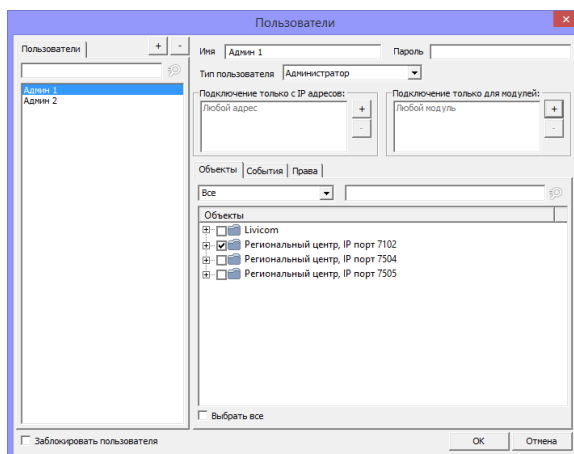 Пользователи
Пользователи + -
Имя Админ 1 Пароль
Тип пользователя Администратор
Админ 1
Админ 2
Подключение только с IP адресов:
Любой адрес
+
-
Подключение только для модулей:
Любой модуль
+
-
Объекты События Права
Все
Объекты
Livicom
Региональный центр, IP порт 7102
Региональный центр, IP порт 7504
Региональный центр, IP порт 7505
Выбрать все
Заблокировать пользователя
OK Отмена